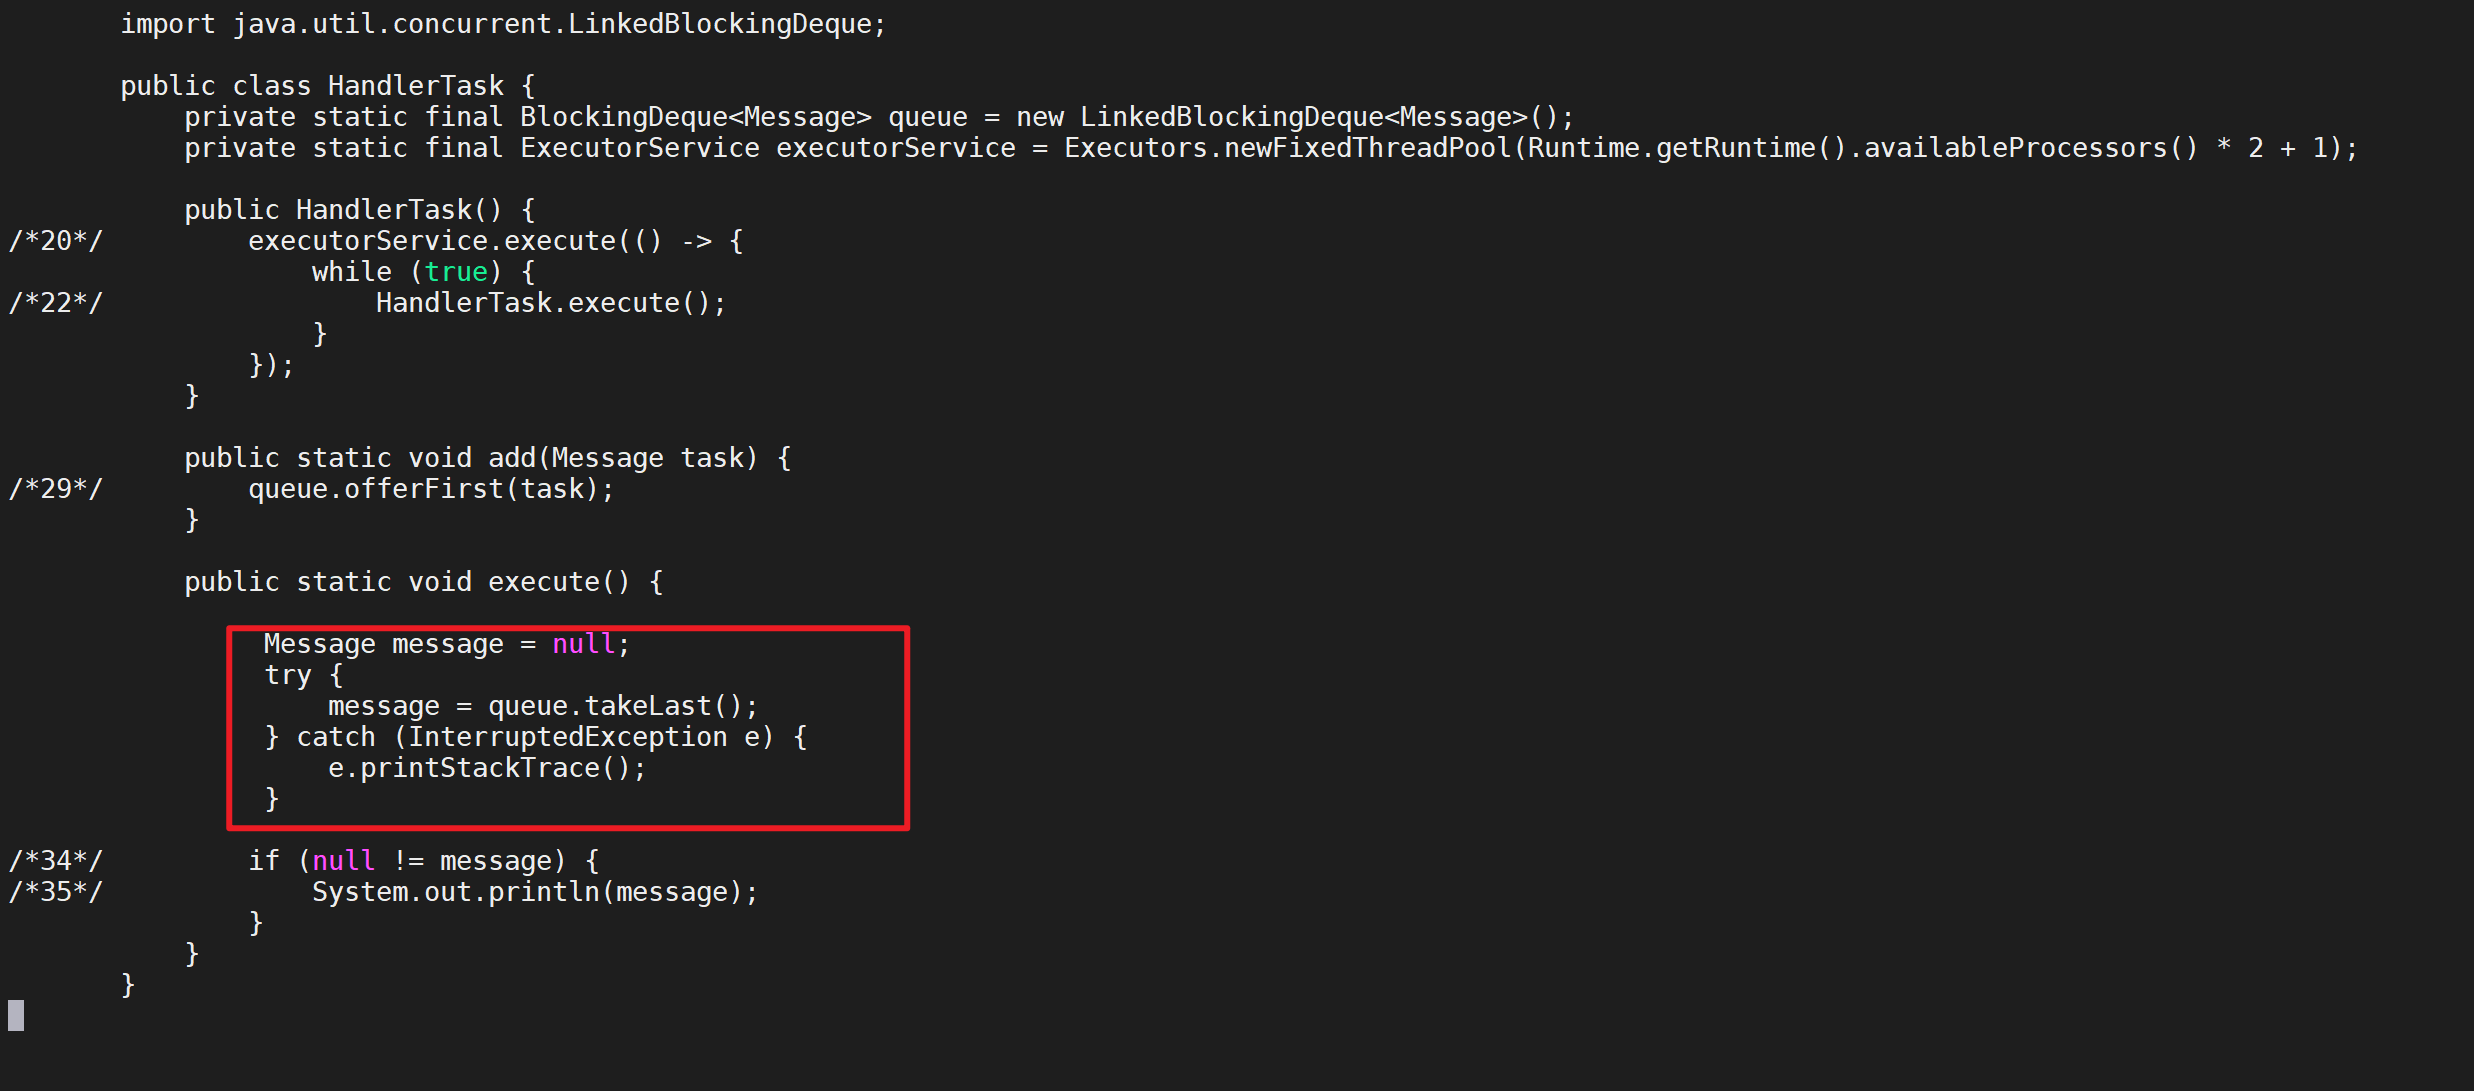 import java.util.concurrent.LinkedBlockingDeque;
public class HandlerTask {
private static final BlockingDeque<Message> queue = new LinkedBlockingDeque<Message>();
private static final ExecutorService executorService = Executors.newFixedThreadPool(Runtime.getRuntime().availableProcessors() * 2 + 1);
public HandlerTask() {
/*20*/ executorService.execute(() -> {
while (true) {
/*22*/ HandlerTask.execute();
}
});
}
public static void add(Message task) {
/*29*/ queue.offerFirst(task);
}
public static void execute() {
Message message = null;
try {
message = queue.takeLast();
} catch (InterruptedException e) {
e.printStackTrace();
}
/*34*/ if (null != message) {
/*35*/ System.out.println(message);
}
}
}